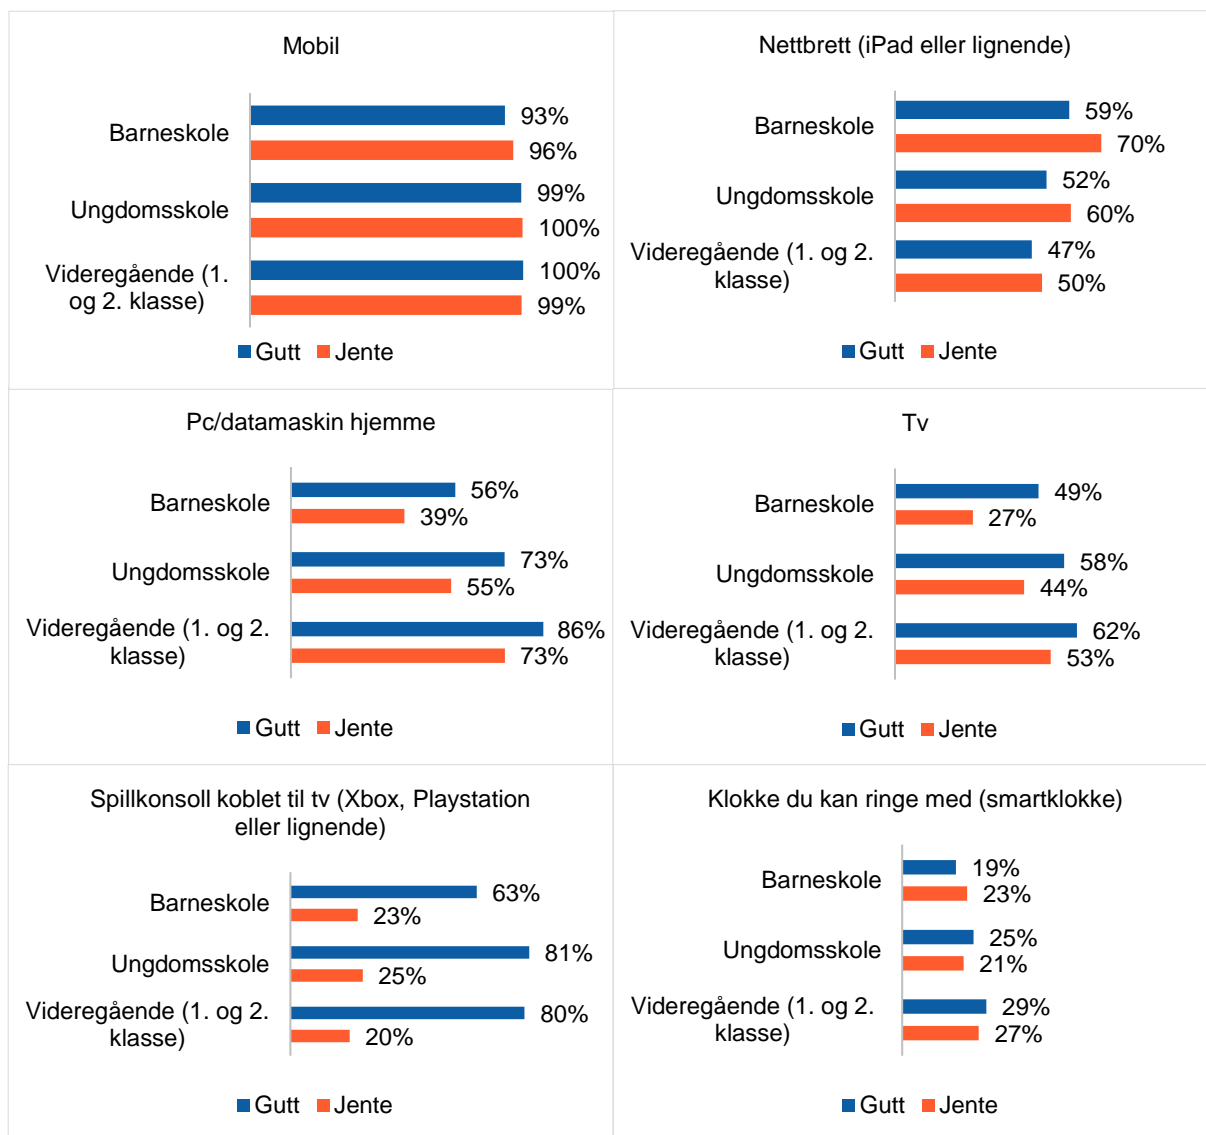 Mobil
Barneskole
93%
96%
Ungdomsskole
99%
100%
Videregående (1.
og 2. klasse)
100%
99%
Gutt Jente
Nettbrett (iPad eller lignende)
Barneskole
59%
70%
Ungdomsskole
52%
60%
Videregående (1. og 2.
klasse)
47%
50%
Gutt Jente
Pc/datamaskin hjemme
Barneskole
56%
39%
Ungdomsskole
73%
55%
Videregående (1. og 2.
klasse)
86%
73%
Gutt Jente
Tv
Barneskole
49%
27%
Ungdomsskole
58%
44%
Videregående (1. og 2.
klasse)
62%
53%
Gutt Jente
Spillkonsoll koblet til tv (Xbox, Playstation
eller lignende)
Barneskole
63%
23%
Ungdomsskole
81%
25%
Videregående (1. og 2.
klasse)
80%
20%
Gutt Jente
Klokke du kan ringe med (smartklokke)
Barneskole
19%
23%
Ungdomsskole
25%
21%
Videregående (1. og 2.
klasse)
29%
27%
Gutt Jente